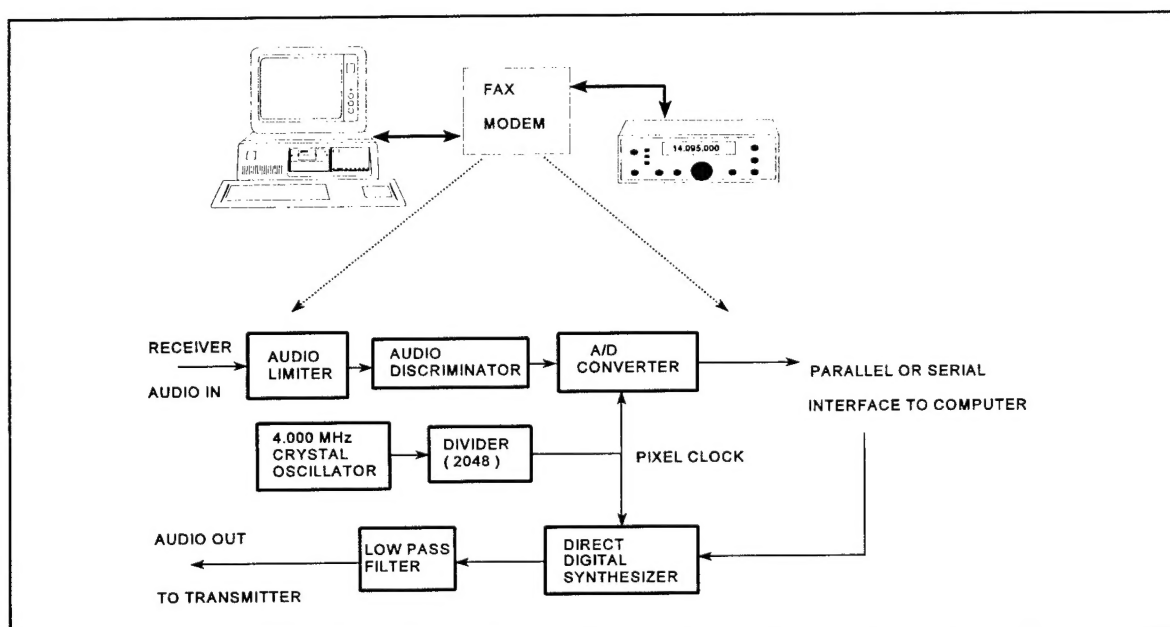 FAX
MODEM
14.095.000
RECEIVER
AUDIO IN
AUDIO
LIMITER
AUDIO
DISCRIMINATOR
A/D
CONVERTER
PARALLEL OR SERIAL
INTERFACE TO COMPUTER
4.000 MHz
CRYSTAL
OSCILLATOR
DIVIDER
( 2048 )
PIXEL CLOCK
AUDIO OUT
TO TRANSMITTER
LOW PASS
FILTER
DIRECT
DIGITAL
SYNTHESIZER